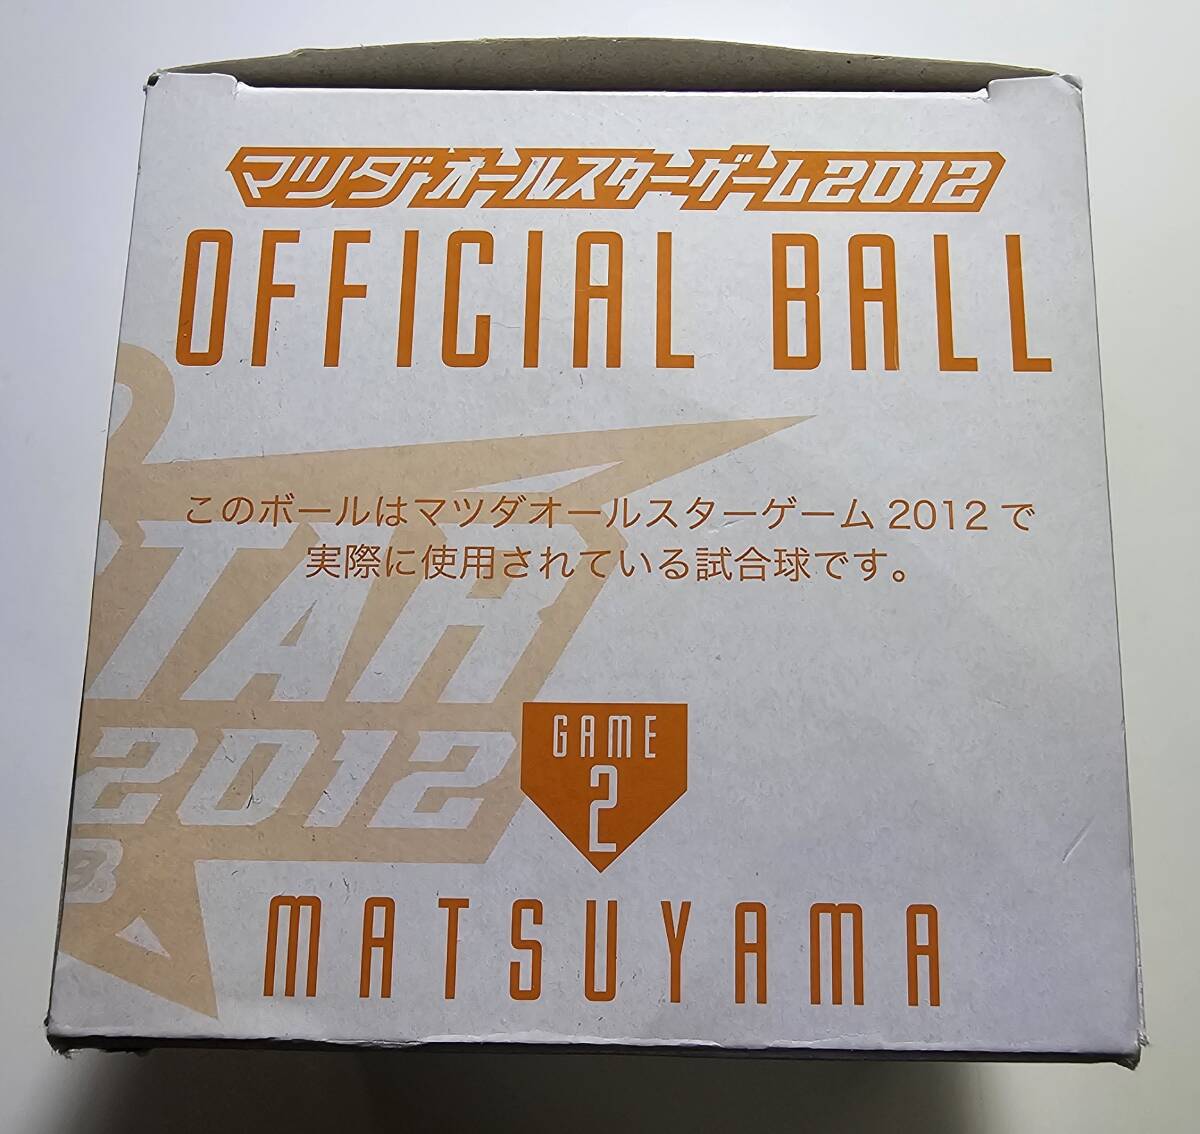 マツダオールスターゲーム2012
OFFICIAL BALL
このボールはマツダオールスターゲーム 2012 で
実際に使用されている試合球です。
TAR
2012
GAME
2
MATSUYAMA